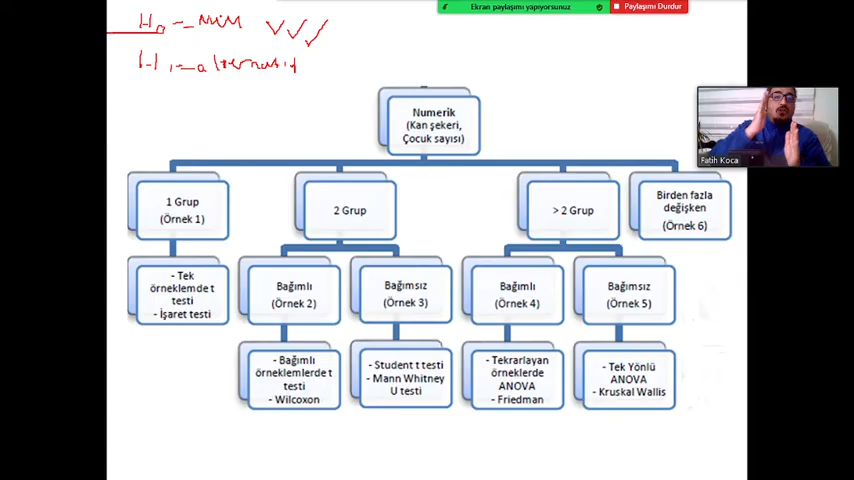 Ekran paylaşımı yapıyorsunuz
Paylaşımı Durdur
H0 = Null
H1 = alternatif
Numerik
(Kan şekeri,
Çocuk sayısı)
Fatih Koca
1 Grup
(Örnek 1)
2 Grup
> 2 Grup
Birden fazla
değişken
(Örnek 6)
- Tek
örneklemde t
testi
- İşaret testi
Bağımlı
(Örnek 2)
Bağımsız
(Örnek 3)
Bağımlı
(Örnek 4)
Bağımsız
(Örnek 5)
- Bağımlı
örneklemlerde t
testi
- Wilcoxon
- Student t testi
- Mann Whitney
U testi
- Tekrarlayan
örneklerde
ANOVA
- Friedman
- Tek Yönlü
ANOVA
- Kruskal Wallis